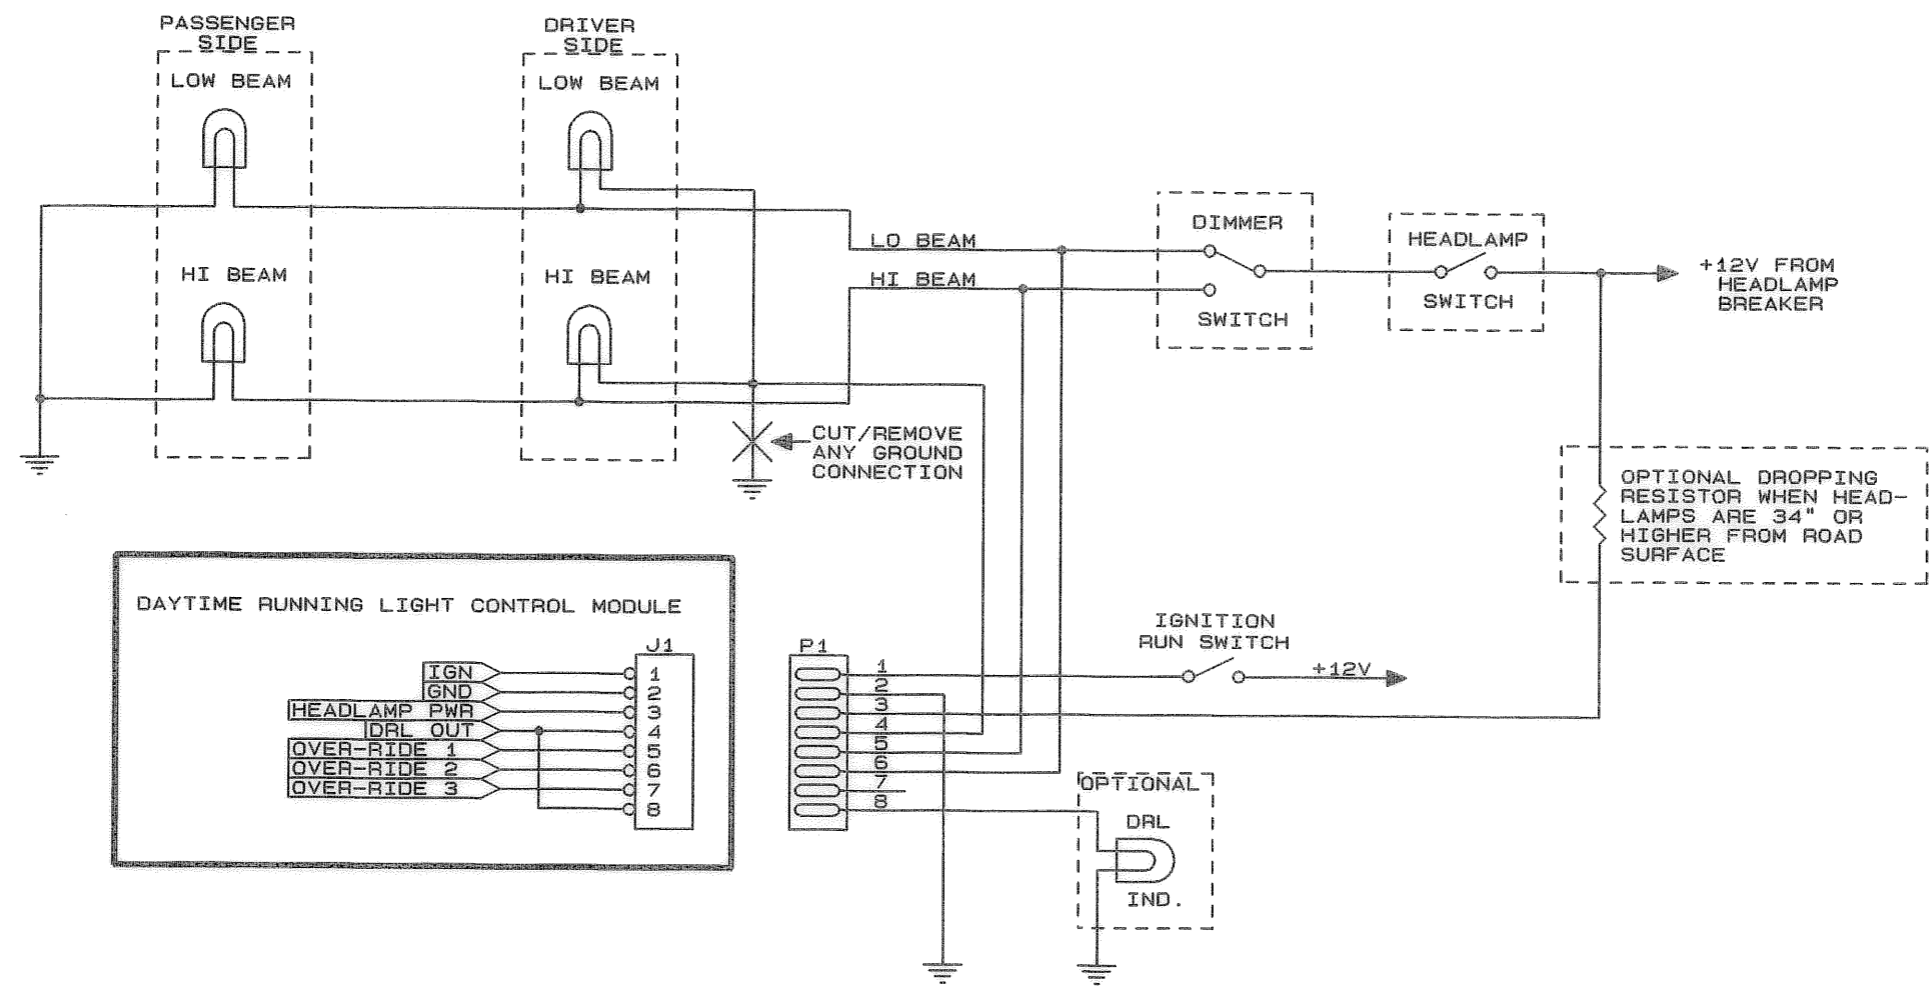 PASSENGER
SIDE
LOW BEAM
HI BEAM
DRIVER
SIDE
LOW BEAM
HI BEAM
LO BEAM
HI BEAM
DIMMER
SWITCH
HEADLAMP
SWITCH
+12V FROM
HEADLAMP
BREAKER
CUT/REMOVE
ANY GROUND
CONNECTION
OPTIONAL DROPPING
RESISTOR WHEN HEAD-
LAMPS ARE 34" OR
HIGHER FROM ROAD
SURFACE
DAYTIME RUNNING LIGHT CONTROL MODULE
J1
IGN 1
GND 2
HEADLAMP PWR 3
DRL OUT 4
OVER-RIDE 1 5
OVER-RIDE 2 6
OVER-RIDE 3 7
8
P1
1
2
3
4
5
6
7
8
IGNITION
RUN SWITCH
+12V
OPTIONAL
DRL
IND.